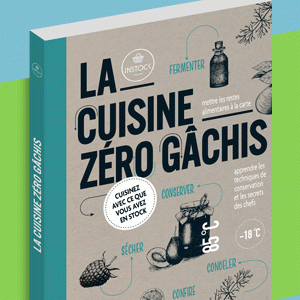 INSTOCK
LA
CUISINE
ZÉRO GÂCHIS
FERMENTER
mettre les restes
alimentaires à la carte
CUISINEZ
AVEC CE QUE
VOUS AVEZ
EN STOCK
CONSERVER
apprendre les
techniques de
conservation
et les secrets
des chefs
85 °C
-18 °C
SÉCHER
CONGELER
CONFIRE
LA CUISINE ZÉRO GÂCHIS